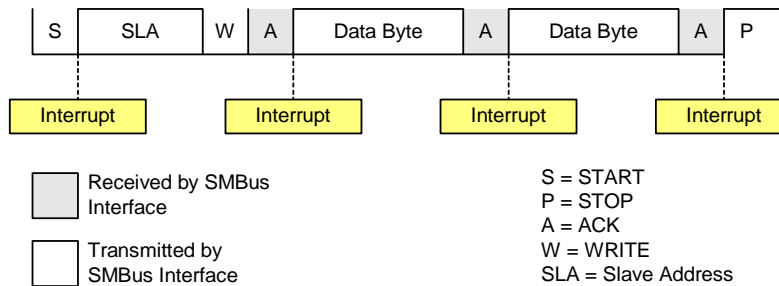 S SLA W A Data Byte A Data Byte A P
Interrupt Interrupt Interrupt Interrupt
Received by SMBus
Interface
Transmitted by
SMBus Interface
S = START
P = STOP
A = ACK
W = WRITE
SLA = Slave Address